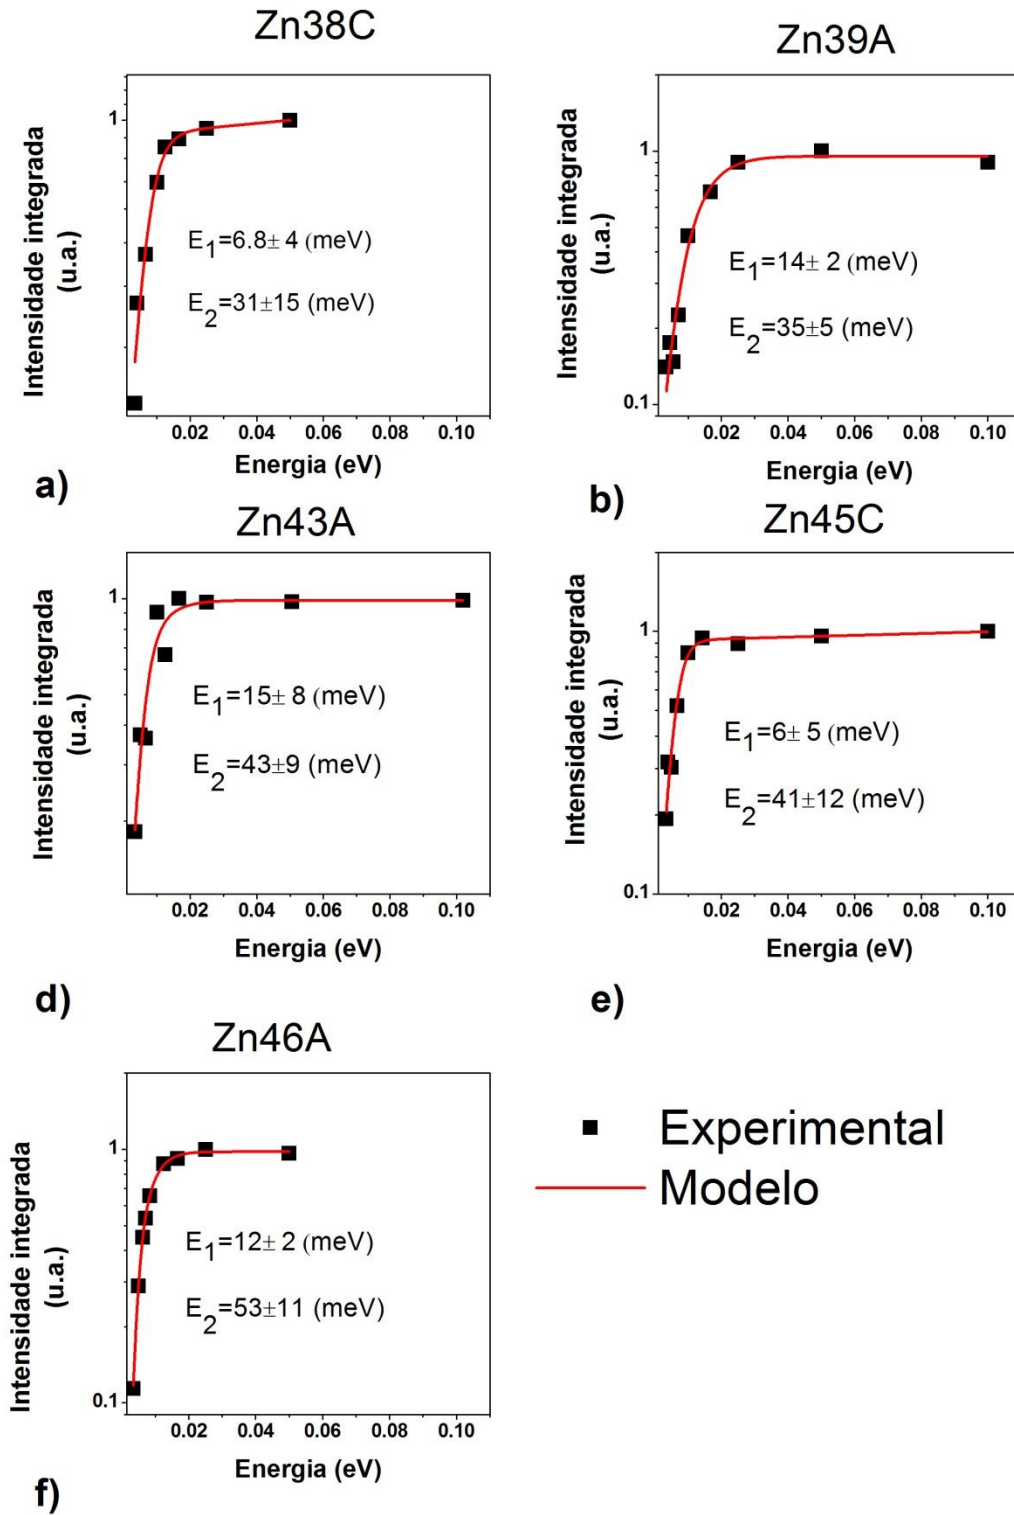 Zn38C
Intensidade integrada
(u.a.)
1
E1=6.8± 4 (meV)
E2=31±15 (meV)
0.02 0.04 0.06 0.08 0.10
Energia (eV)
a)
Zn39A
Intensidade integrada
(u.a.)
1
0.1
E1=14± 2 (meV)
E2=35±5 (meV)
0.02 0.04 0.06 0.08 0.10
Energia (eV)
b)
Zn43A
Intensidade integrada
(u.a.)
1
E1=15± 8 (meV)
E2=43±9 (meV)
0.02 0.04 0.06 0.08 0.10
Energia (eV)
d)
Zn45C
Intensidade integrada
(u.a.)
1
0.1
E1=6± 5 (meV)
E2=41±12 (meV)
0.02 0.04 0.06 0.08 0.10
Energia (eV)
e)
Zn46A
Intensidade integrada
(u.a.)
1
0.1
E1=12± 2 (meV)
E2=53±11 (meV)
0.02 0.04 0.06 0.08 0.10
Energia (eV)
f)
Experimental
Modelo